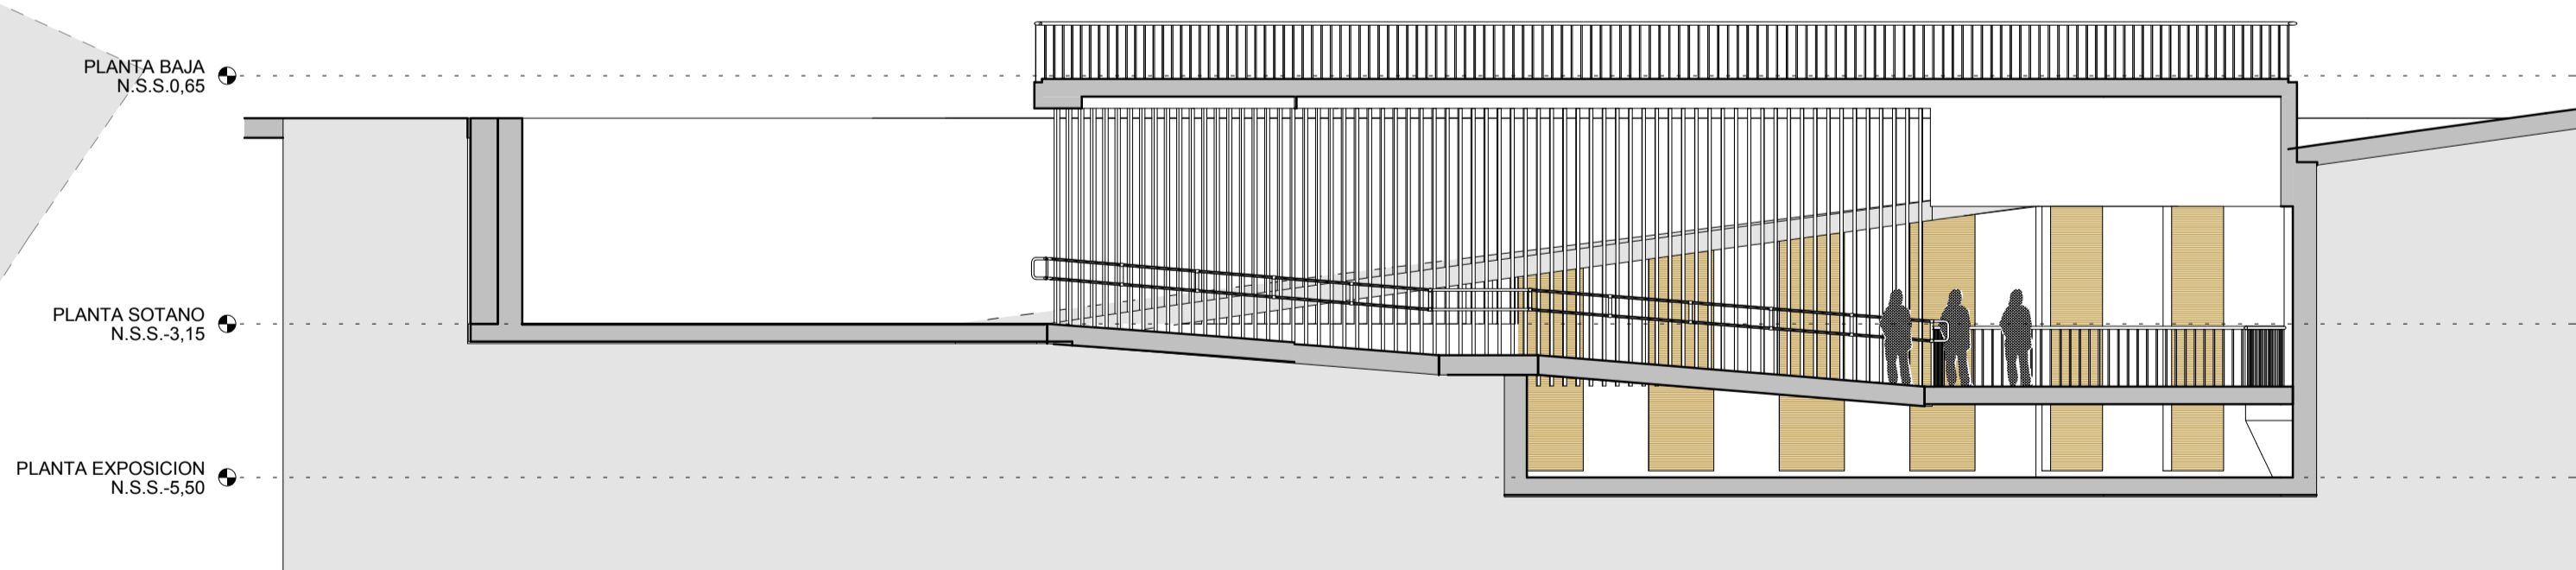 PLANTA BAJA
N.S.S.0,65
PLANTA SOTANO
N.S.S.-3,15
PLANTA EXPOSICION
N.S.S.-5,50